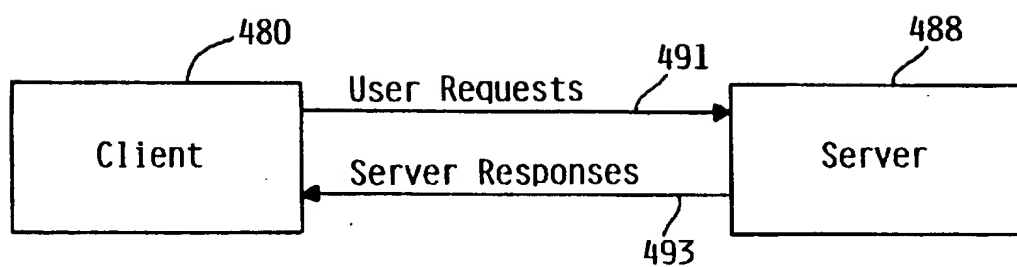 480
488
491
User Requests
Client
Server
Server Responses
493